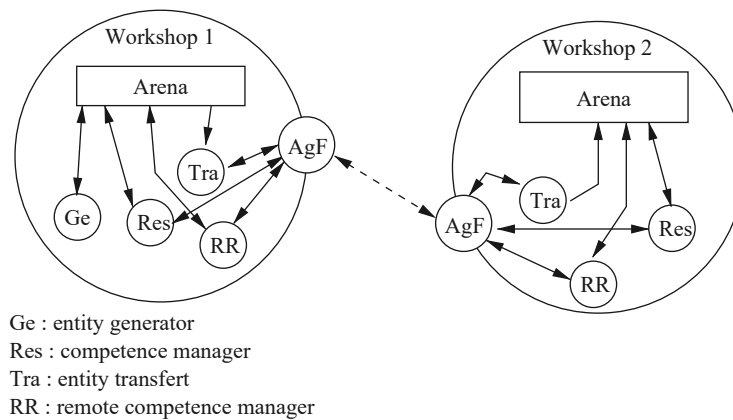 Workshop 1
Arena
AgF
Tra
Ge
Res
RR
Workshop 2
Arena
Tra
AgF
Res
RR
Ge : entity generator
Res : competence manager
Tra : entity transfert
RR : remote competence manager